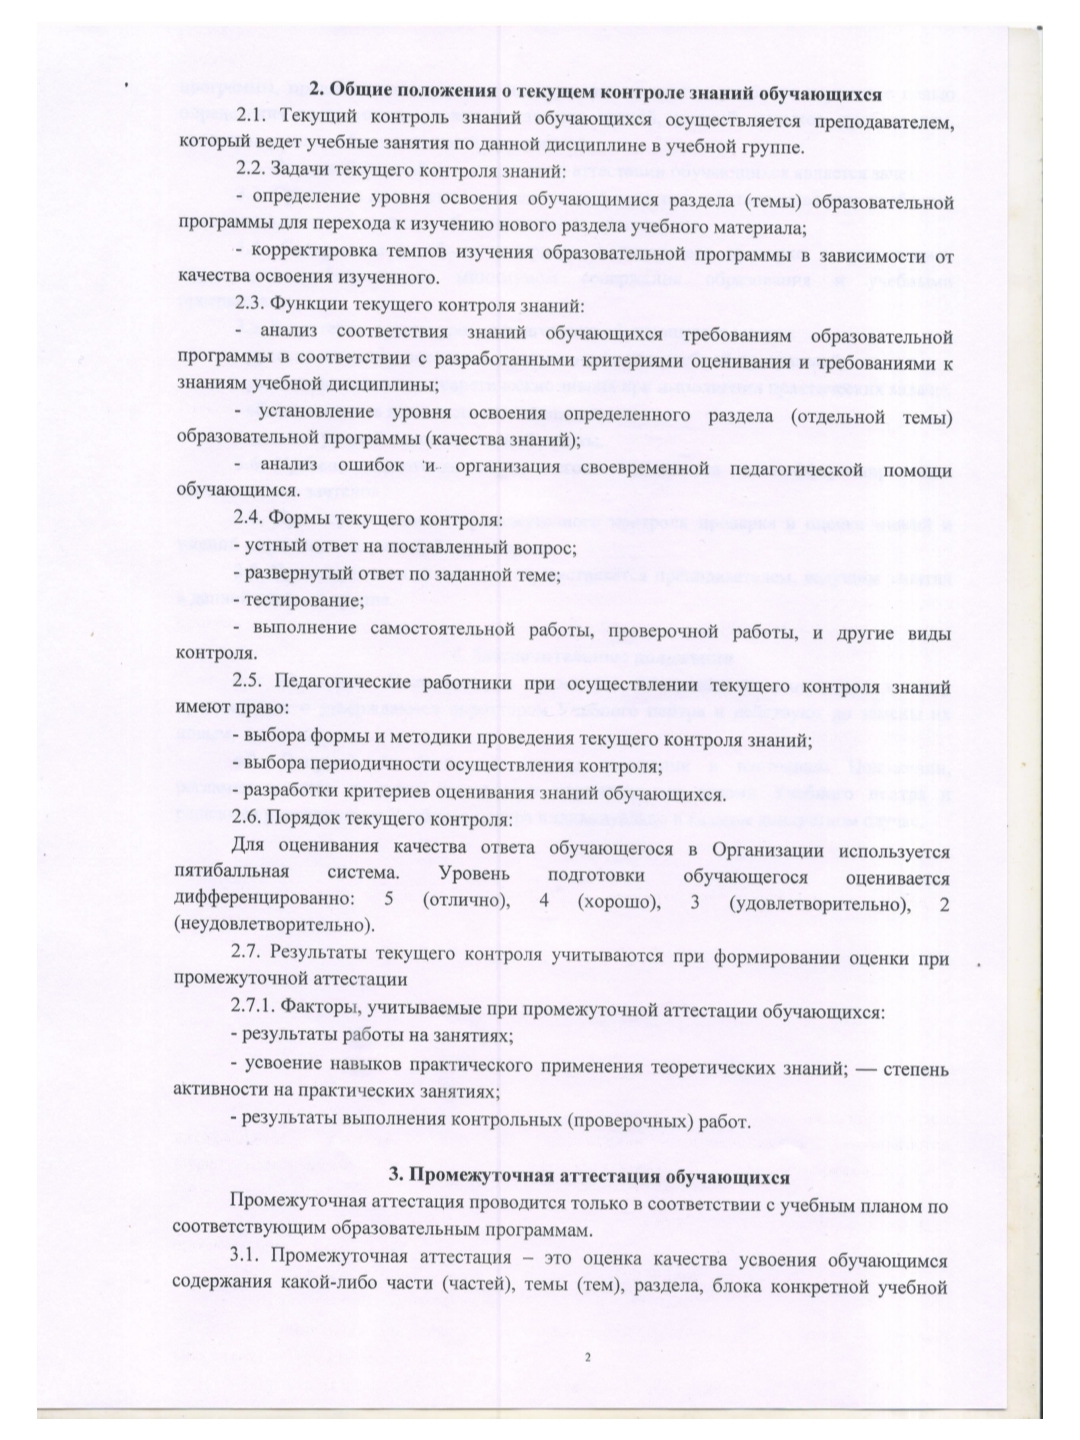 2. Общие положения о текущем контроле знаний обучающихся
2.1. Текущий контроль знаний обучающихся осуществляется преподавателем,
который ведет учебные занятия по данной дисциплине в учебной группе.
2.2. Задачи текущего контроля знаний:
- определение уровня освоения обучающимися раздела (темы) образовательной
программы для перехода к изучению нового раздела учебного материала;
- корректировка темпов изучения образовательной программы в зависимости от
качества освоения изученного.
2.3. Функции текущего контроля знаний:
- анализ соответствия знаний обучающихся требованиям образовательной
программы в соответствии с разработанными критериями оценивания и требованиями к
знаниям учебной дисциплины;
- установление уровня освоения определенного раздела (отдельной темы)
образовательной программы (качества знаний);
- анализ ошибок и организация своевременной педагогической помощи
обучающимся.
2.4. Формы текущего контроля:
- устный ответ на поставленный вопрос;
- развернутый ответ по заданной теме;
- тестирование;
- выполнение самостоятельной работы, проверочной работы, и другие виды
контроля.
2.5. Педагогические работники при осуществлении текущего контроля знаний
имеют право:
- выбора формы и методики проведения текущего контроля знаний;
- выбора периодичности осуществления контроля;
- разработки критериев оценивания знаний обучающихся.
2.6. Порядок текущего контроля:
Для оценивания качества ответа обучающегося в Организации используется
пятибалльная система. Уровень подготовки обучающегося оценивается
дифференцированно: 5 (отлично), 4 (хорошо), 3 (удовлетворительно), 2
(неудовлетворительно).
2.7. Результаты текущего контроля учитываются при формировании оценки при
промежуточной аттестации
2.7.1. Факторы, учитываемые при промежуточной аттестации обучающихся:
- результаты работы на занятиях;
- усвоение навыков практического применения теоретических знаний; — степень
активности на практических занятиях;
- результаты выполнения контрольных (проверочных) работ.
3. Промежуточная аттестация обучающихся
Промежуточная аттестация проводится только в соответствии с учебным планом по
соответствующим образовательным программам.
3.1. Промежуточная аттестация – это оценка качества усвоения обучающимся
содержания какой-либо части (частей), темы (тем), раздела, блока конкретной учебной
2